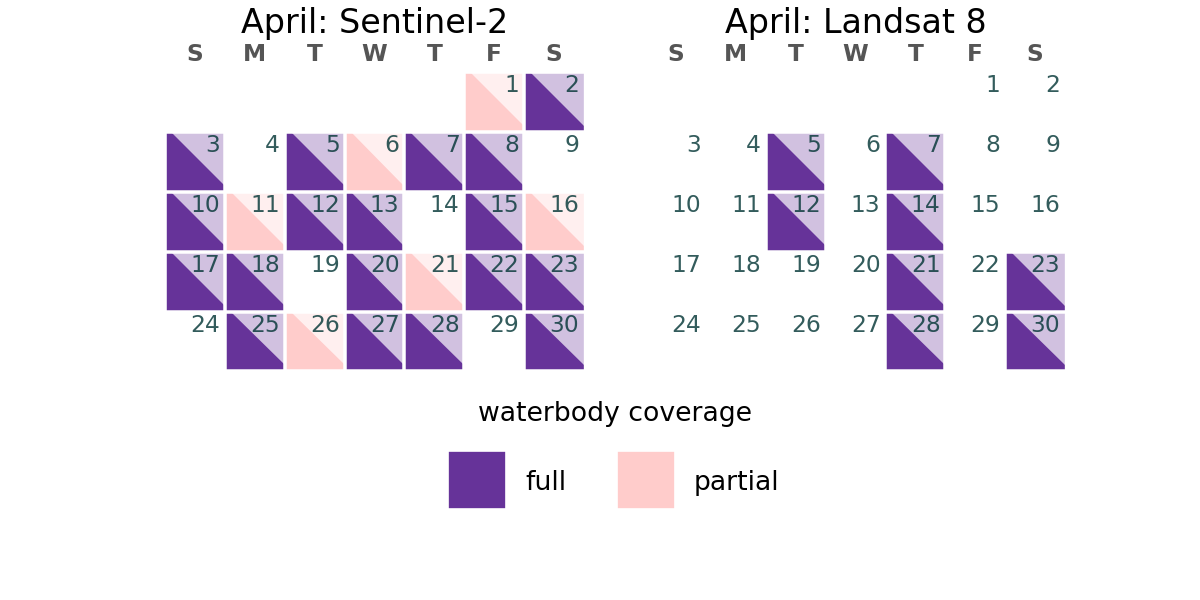 April: Sentinel-2
S M T W T F S
1 2
3 4 5 6 7 8 9
10 11 12 13 14 15 16
17 18 19 20 21 22 23
24 25 26 27 28 29 30
April: Landsat 8
S M T W T F S
1 2
3 4 5 6 7 8 9
10 11 12 13 14 15 16
17 18 19 20 21 22 23
24 25 26 27 28 29 30
waterbody coverage
full
partial